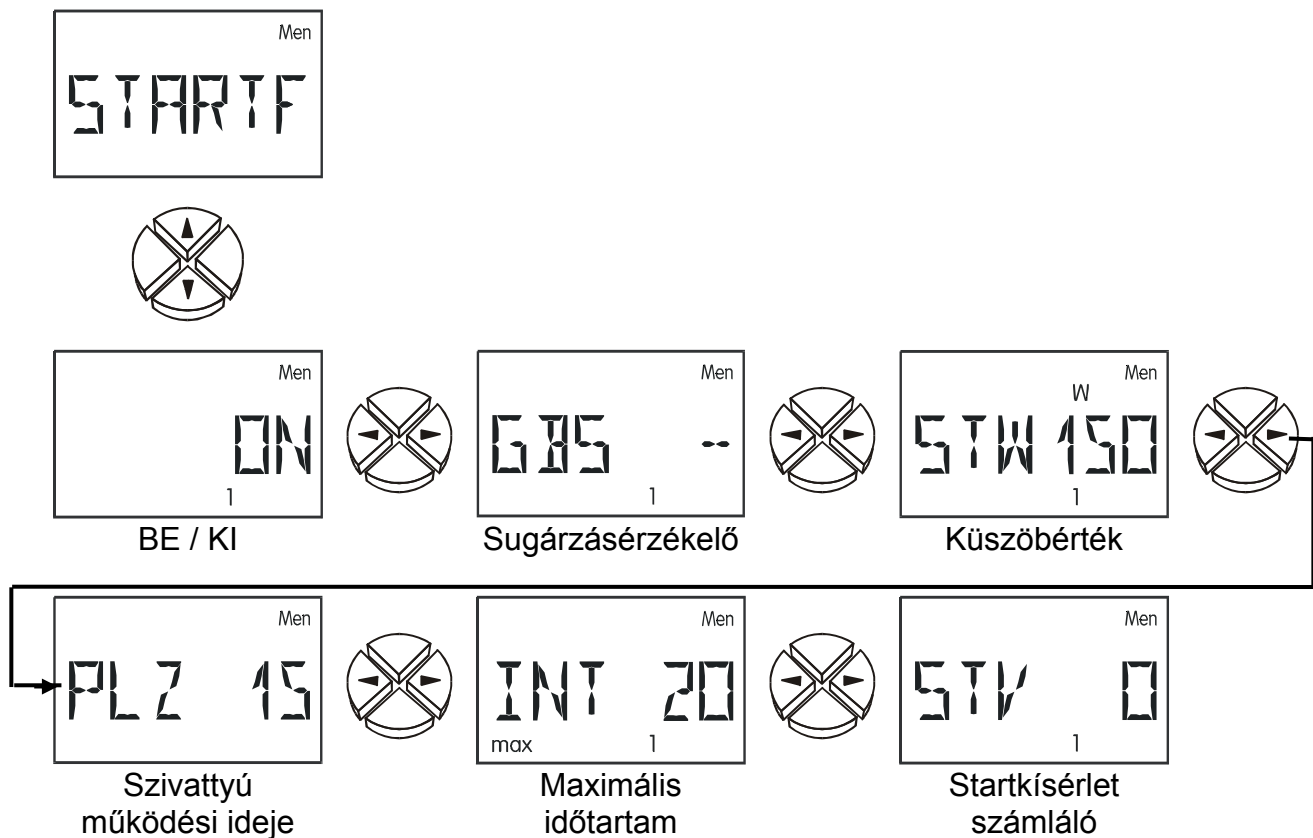 Men
STARTF
Men
ON
1
BE / KI
Men
GBS --
1
Sugárzásérzékelő
Men
W
STW 150
1
Küszöbérték
Men
PLZ 15
Szivattyú
működési ideje
Men
INT 20
max 1
Maximális
időtartam
Men
STV 0
1
Startkísérlet
számláló